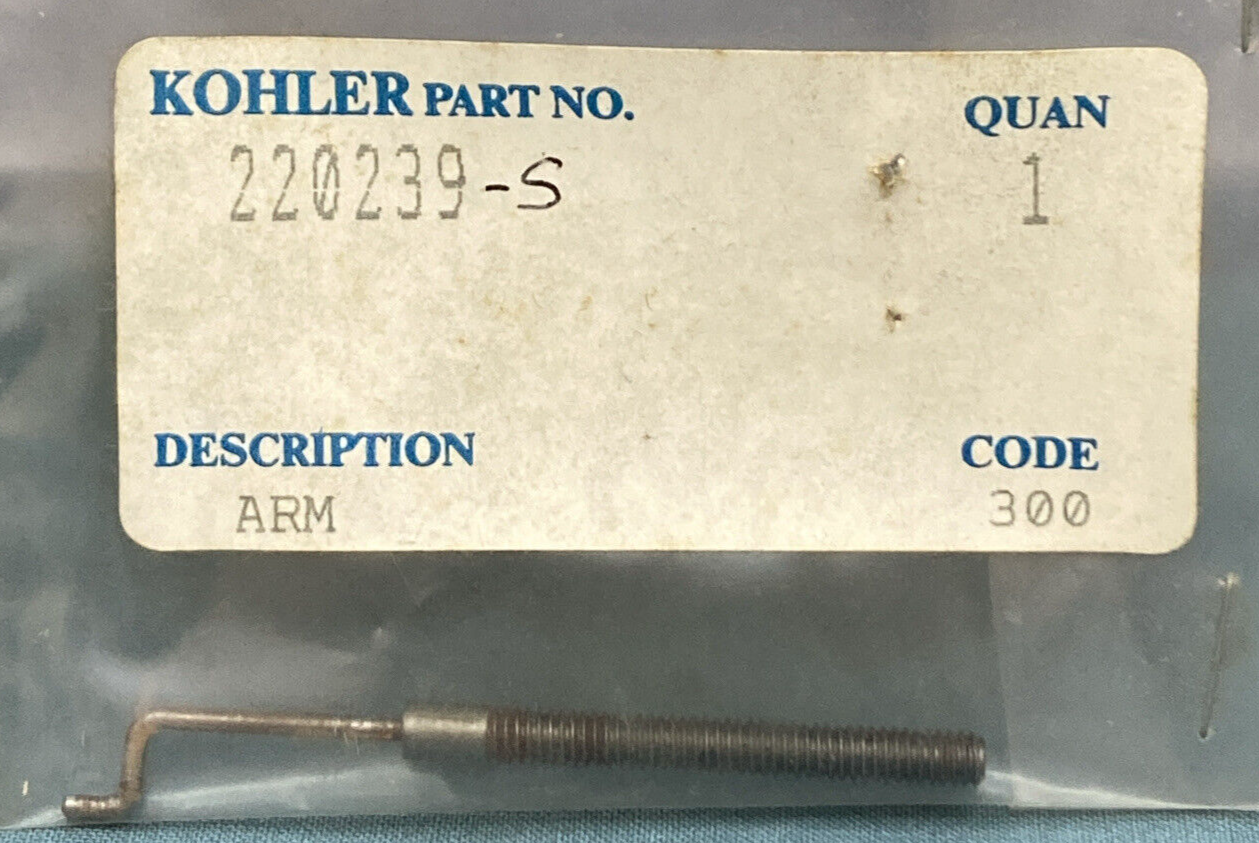 KOHLER PART NO. QUAN
220239-S 1
DESCRIPTION CODE
ARM 300